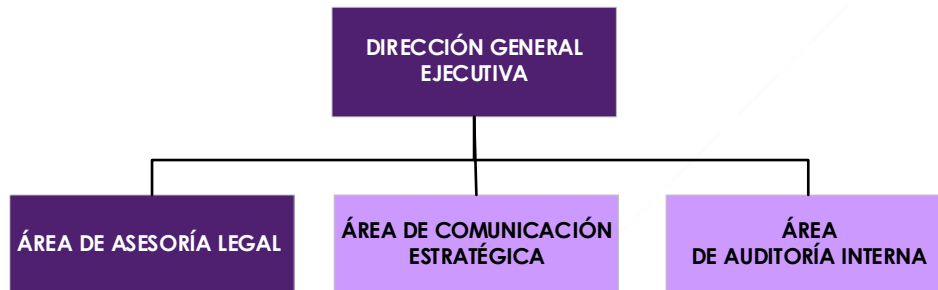 DIRECCIÓN GENERAL
EJECUTIVA
ÁREA DE ASESORÍA LEGAL
ÁREA DE COMUNICACIÓN
ESTRATÉGICA
ÁREA
DE AUDITORÍA INTERNA